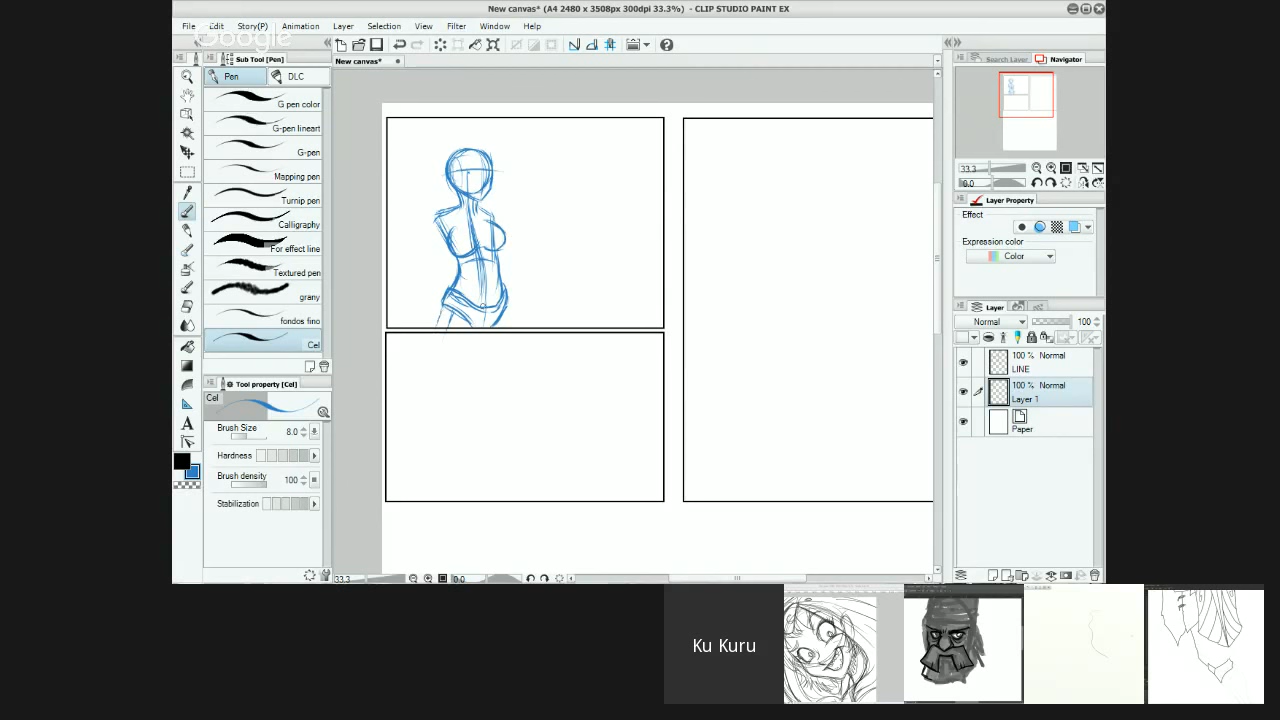 New canvas* (A4 2480 x 3508px 300dpi 33.3%) - CLIP STUDIO PAINT EX
File Edit Story(P) Animation Layer Selection View Filter Window Help
Google
Sub Tool [Pen]
New canvas*
Search Layer Navigator
Pen DLC
G pen color
G-pen lineart
G-pen
Mapping pen
Turnip pen
Calligraphy
For effect line
Textured pen
grany
fondos fino
Cel
Tool property [Cel]
Cel
Brush Size 8.0
Hardness
Brush density 100
Stabilization
33.3 0.0
33.3
0.0
Layer Property
Effect
Expression color
Color
Layer
Normal 100
100 % Normal
LINE
100 % Normal
Layer 1
Paper
Ku Kuru